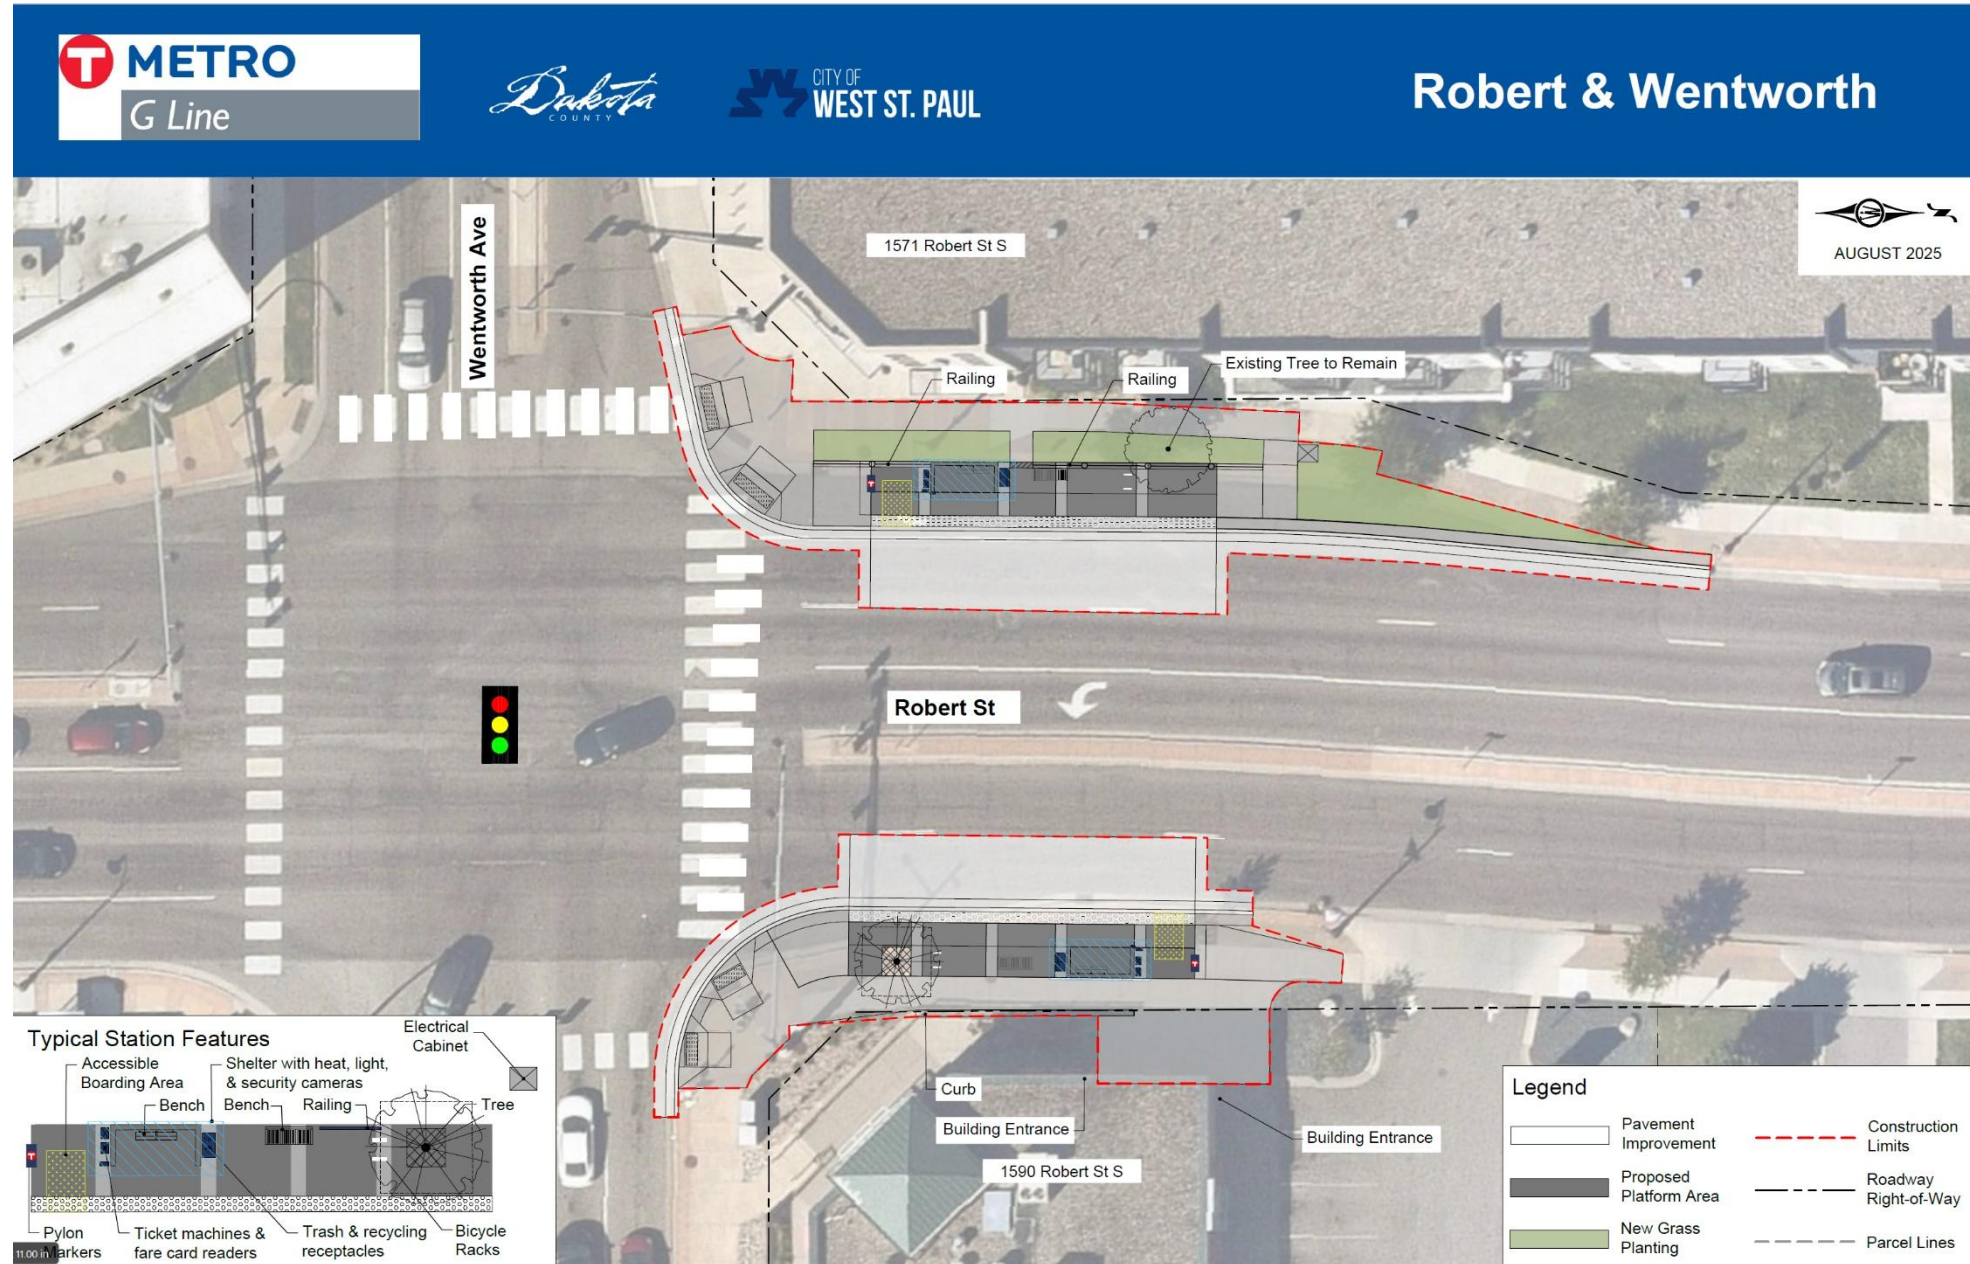 T METRO
G Line
Dakota
COUNTY
CITY OF
WEST ST. PAUL
Robert & Wentworth
Wentworth Ave
1571 Robert St S
AUGUST 2025
Railing
Railing
Existing Tree to Remain
T
Robert St
T
Curb
Building Entrance
Building Entrance
1590 Robert St S
Typical Station Features
Electrical
Cabinet
Accessible
Boarding Area
Shelter with heat, light,
& security cameras
Bench
Bench
Railing
Tree
T
Pylon
Markers
Ticket machines &
fare card readers
Trash & recycling
receptacles
Bicycle
Racks
11.00 in
Legend
Pavement
Improvement
Construction
Limits
Proposed
Platform Area
Roadway
Right-of-Way
New Grass
Planting
Parcel Lines